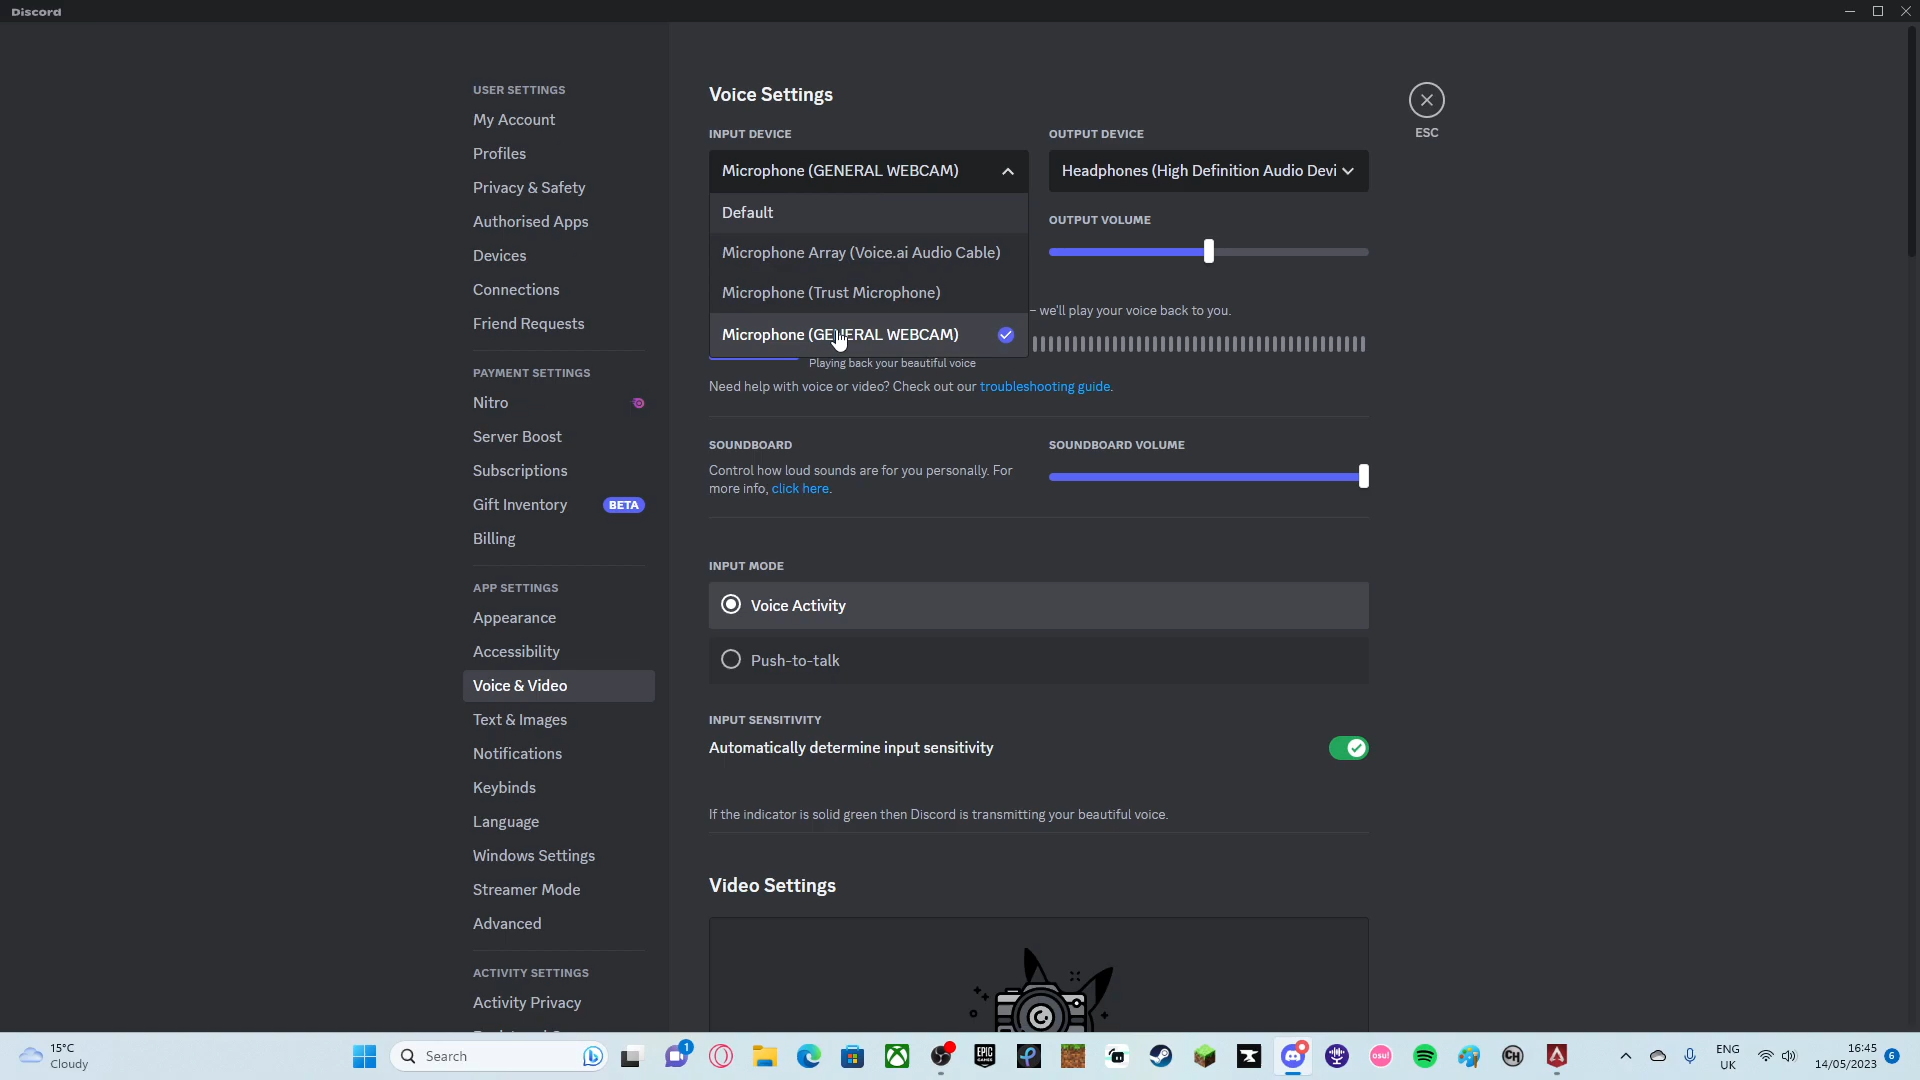 Discord
USER SETTINGS
My Account
Profiles
Privacy & Safety
Authorised Apps
Devices
Connections
Friend Requests
PAYMENT SETTINGS
Nitro
Server Boost
Subscriptions
Gift Inventory BETA
Billing
APP SETTINGS
Appearance
Accessibility
Voice & Video
Text & Images
Notifications
Keybinds
Language
Windows Settings
Streamer Mode
Advanced
ACTIVITY SETTINGS
Activity Privacy
Voice Settings
INPUT DEVICE
Microphone (GENERAL WEBCAM)
Default
Microphone Array (Voice.ai Audio Cable)
Microphone (Trust Microphone)
Microphone (GENERAL WEBCAM)
OUTPUT DEVICE
Headphones (High Definition Audio Devi
OUTPUT VOLUME
– we'll play your voice back to you.
Playing back your beautiful voice
Need help with voice or video? Check out our troubleshooting guide.
SOUNDBOARD
Control how loud sounds are for you personally. For
more info, click here.
SOUNDBOARD VOLUME
INPUT MODE
Voice Activity
Push-to-talk
INPUT SENSITIVITY
Automatically determine input sensitivity
If the indicator is solid green then Discord is transmitting your beautiful voice.
Video Settings
ESC
15°C
Cloudy
Search
1
EPIC
GAMES
osu!
CH
ENG
UK
16:45
14/05/2023
6